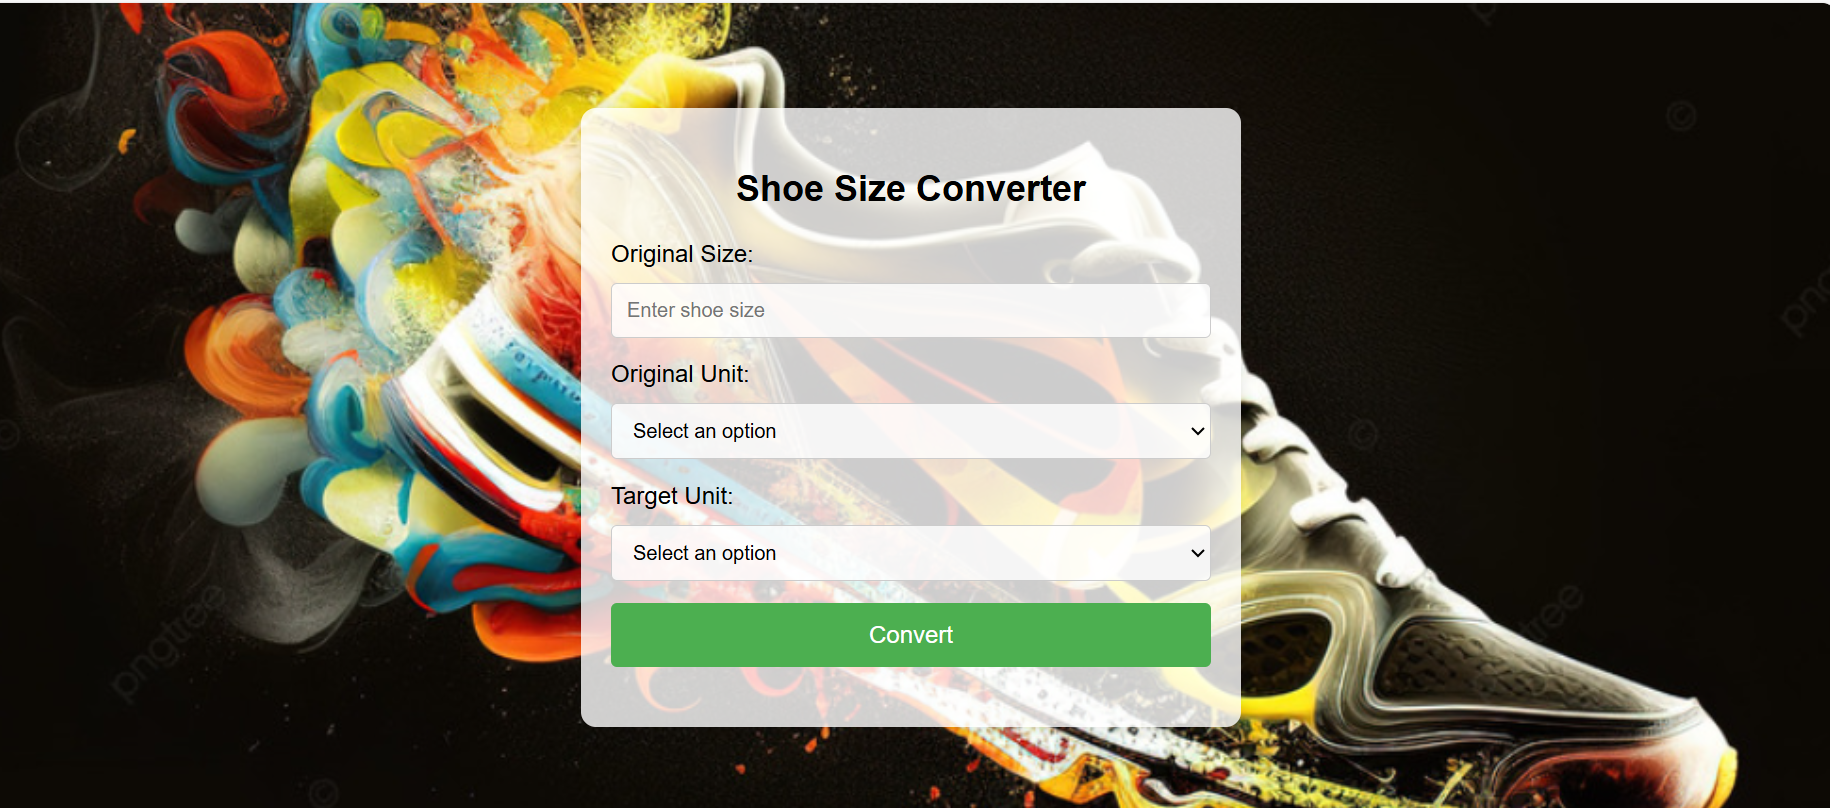 Shoe Size Converter
Original Size:
Enter shoe size
Original Unit:
Select an option
Target Unit:
Select an option
Convert
pngtree